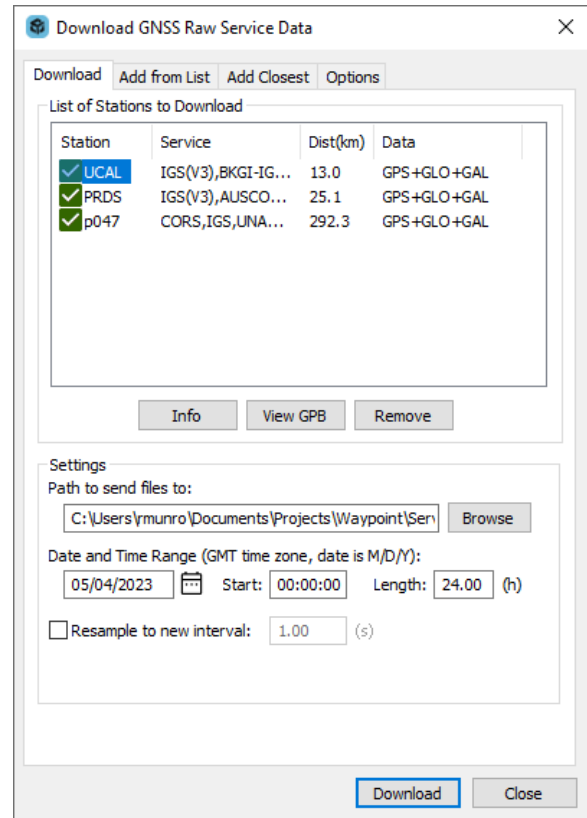 Download GNSS Raw Service Data
Download Add from List Add Closest Options
List of Stations to Download
Station Service Dist(km) Data
UCAL IGS(V3),BKGI-IG... 13.0 GPS+GLO+GAL
PRDS IGS(V3),AUSCO... 25.1 GPS+GLO+GAL
p047 CORS,IGS,UNA... 292.3 GPS+GLO+GAL
Info View GPB Remove
Settings
Path to send files to:
C:\Users\rmunro\Documents\Projects\Waypoint\Serv Browse
Date and Time Range (GMT time zone, date is M/D/Y):
05/04/2023 Start: 00:00:00 Length: 24.00 (h)
Resample to new interval: 1.00 (s)
Download Close